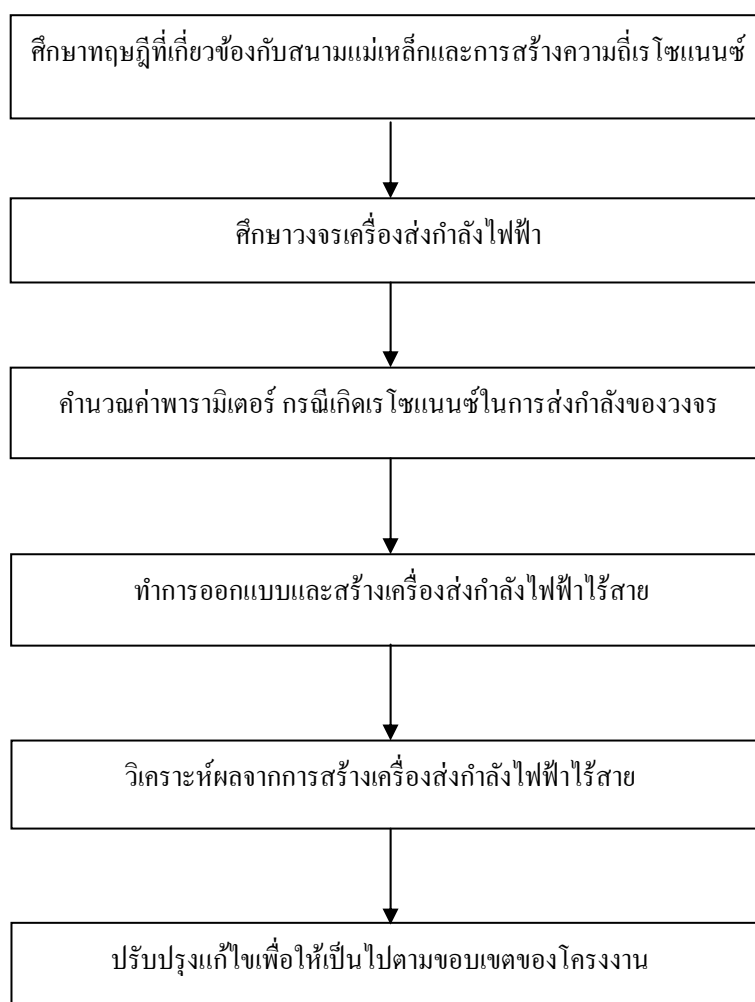 ศึกษาทฤษฎีที่เกี่ยวข้องกับสนามแม่เหล็กและการสร้างความถี่เรโซแนนซ์
ศึกษาวงจรเครื่องส่งกำลังไฟฟ้า
คำนวณค่าพารามิเตอร์ กรณีเกิดเรโซแนนซ์ในการส่งกำลังของวงจร
ทำการออกแบบและสร้างเครื่องส่งกำลังไฟฟ้าไร้สาย
วิเคราะห์ผลจากการสร้างเครื่องส่งกำลังไฟฟ้าไร้สาย
ปรับปรุงแก้ไขเพื่อให้เป็นไปตามขอบเขตของโครงงาน